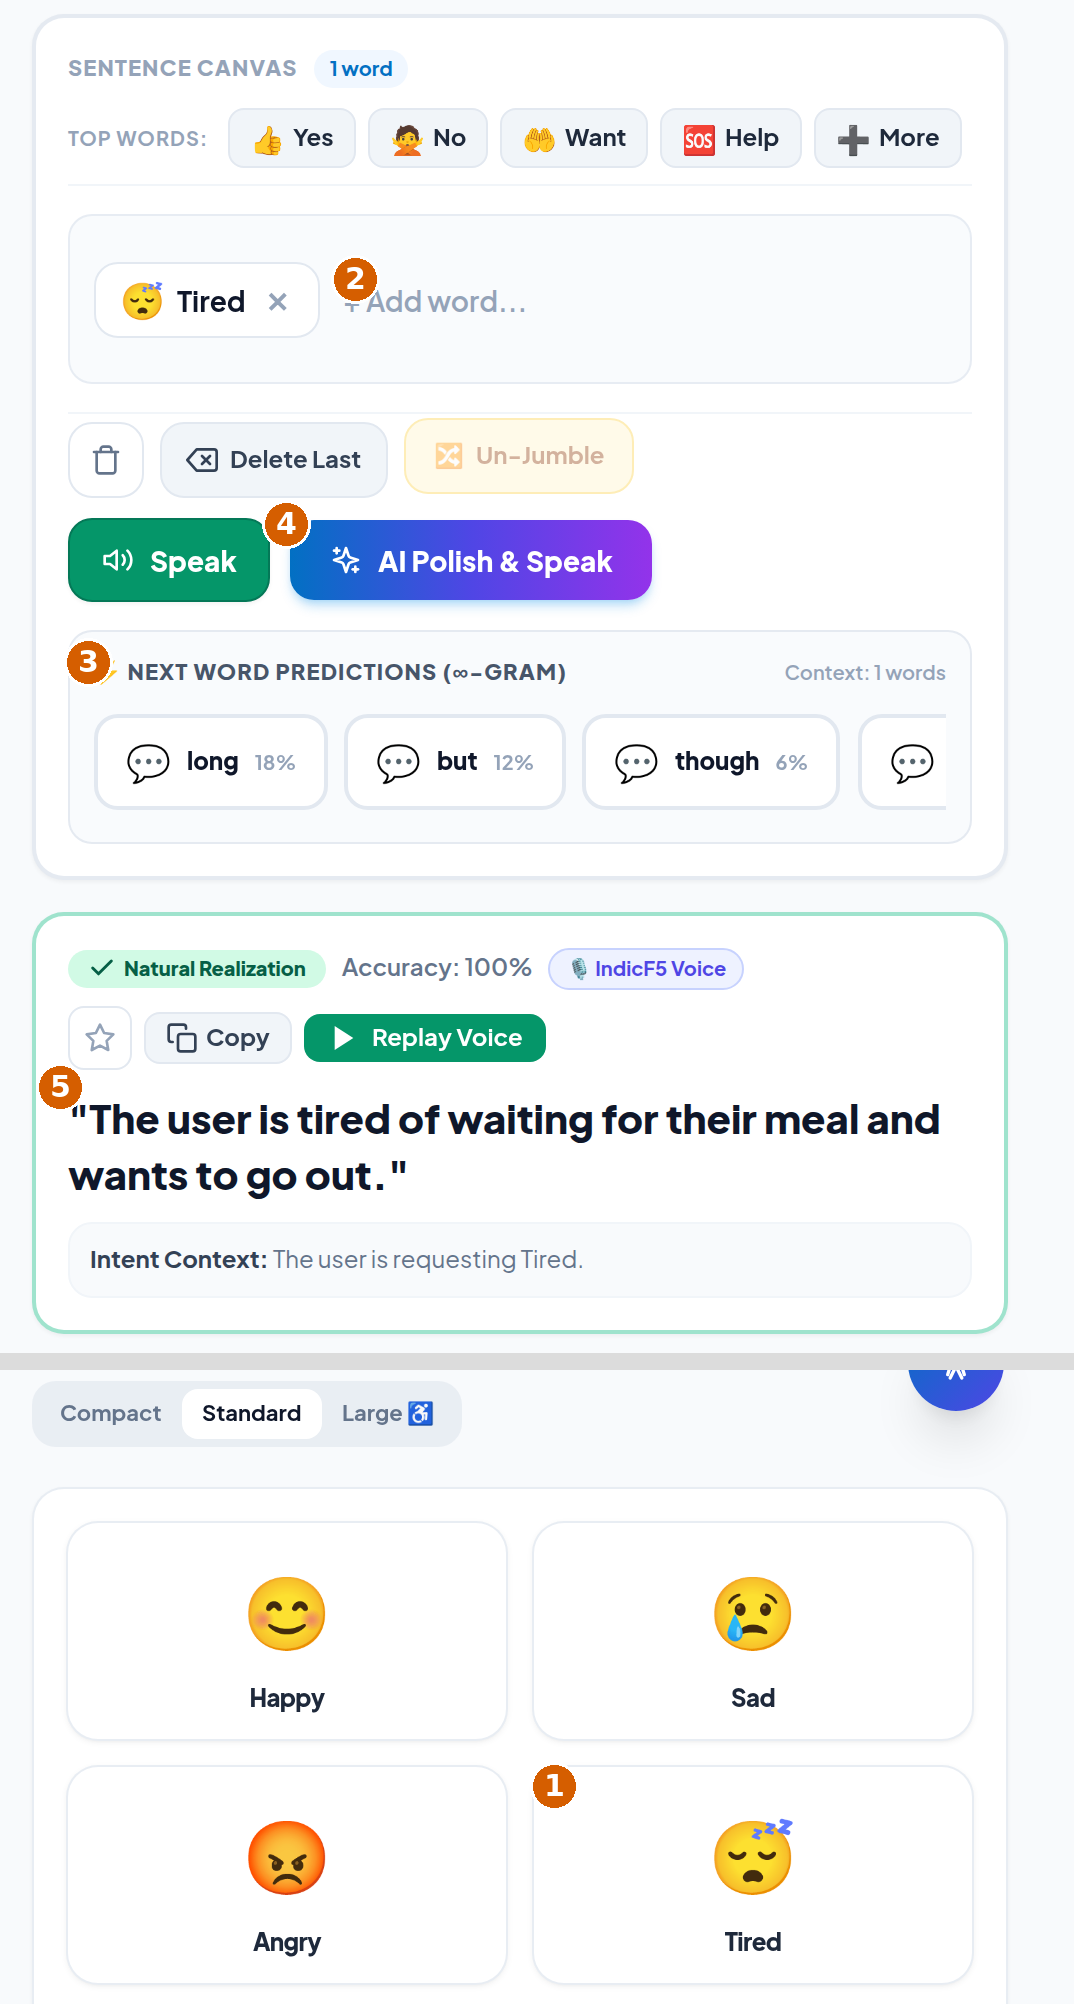 SENTENCE CANVAS 1 word
TOP WORDS: Yes No Want SOS Help More
Tired × 2 + Add word...
Delete Last Un-Jumble
Speak 4 AI Polish & Speak
3 NEXT WORD PREDICTIONS (∞-GRAM) Context: 1 words
long 18% but 12% though 6%
Natural Realization Accuracy: 100% IndicF5 Voice
Copy Replay Voice
5
"The user is tired of waiting for their meal and
wants to go out."
Intent Context: The user is requesting Tired.
Compact Standard Large
Happy Sad
1
Angry Tired